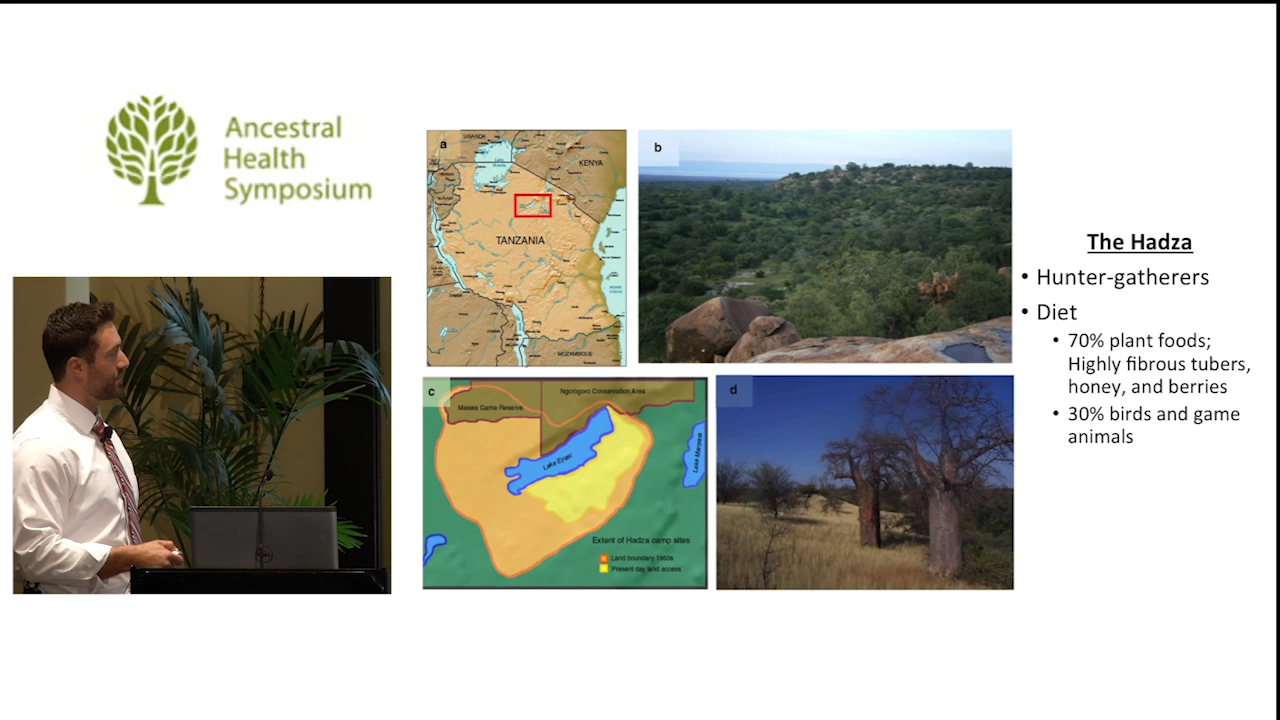 Ancestral
Health
Symposium
a
UGANDA
KENYA
TANZANIA
MOZAMBIQUE
b
c
Ngorogoro Conservation Area
Maswa Game Reserve
Lake Eyasi
Lake Manyara
Extent of Hadza camp sites
Land boundary 1950s
Present day land access
d
The Hadza
• Hunter-gatherers
• Diet
• 70% plant foods;
Highly fibrous tubers,
honey, and berries
• 30% birds and game
animals